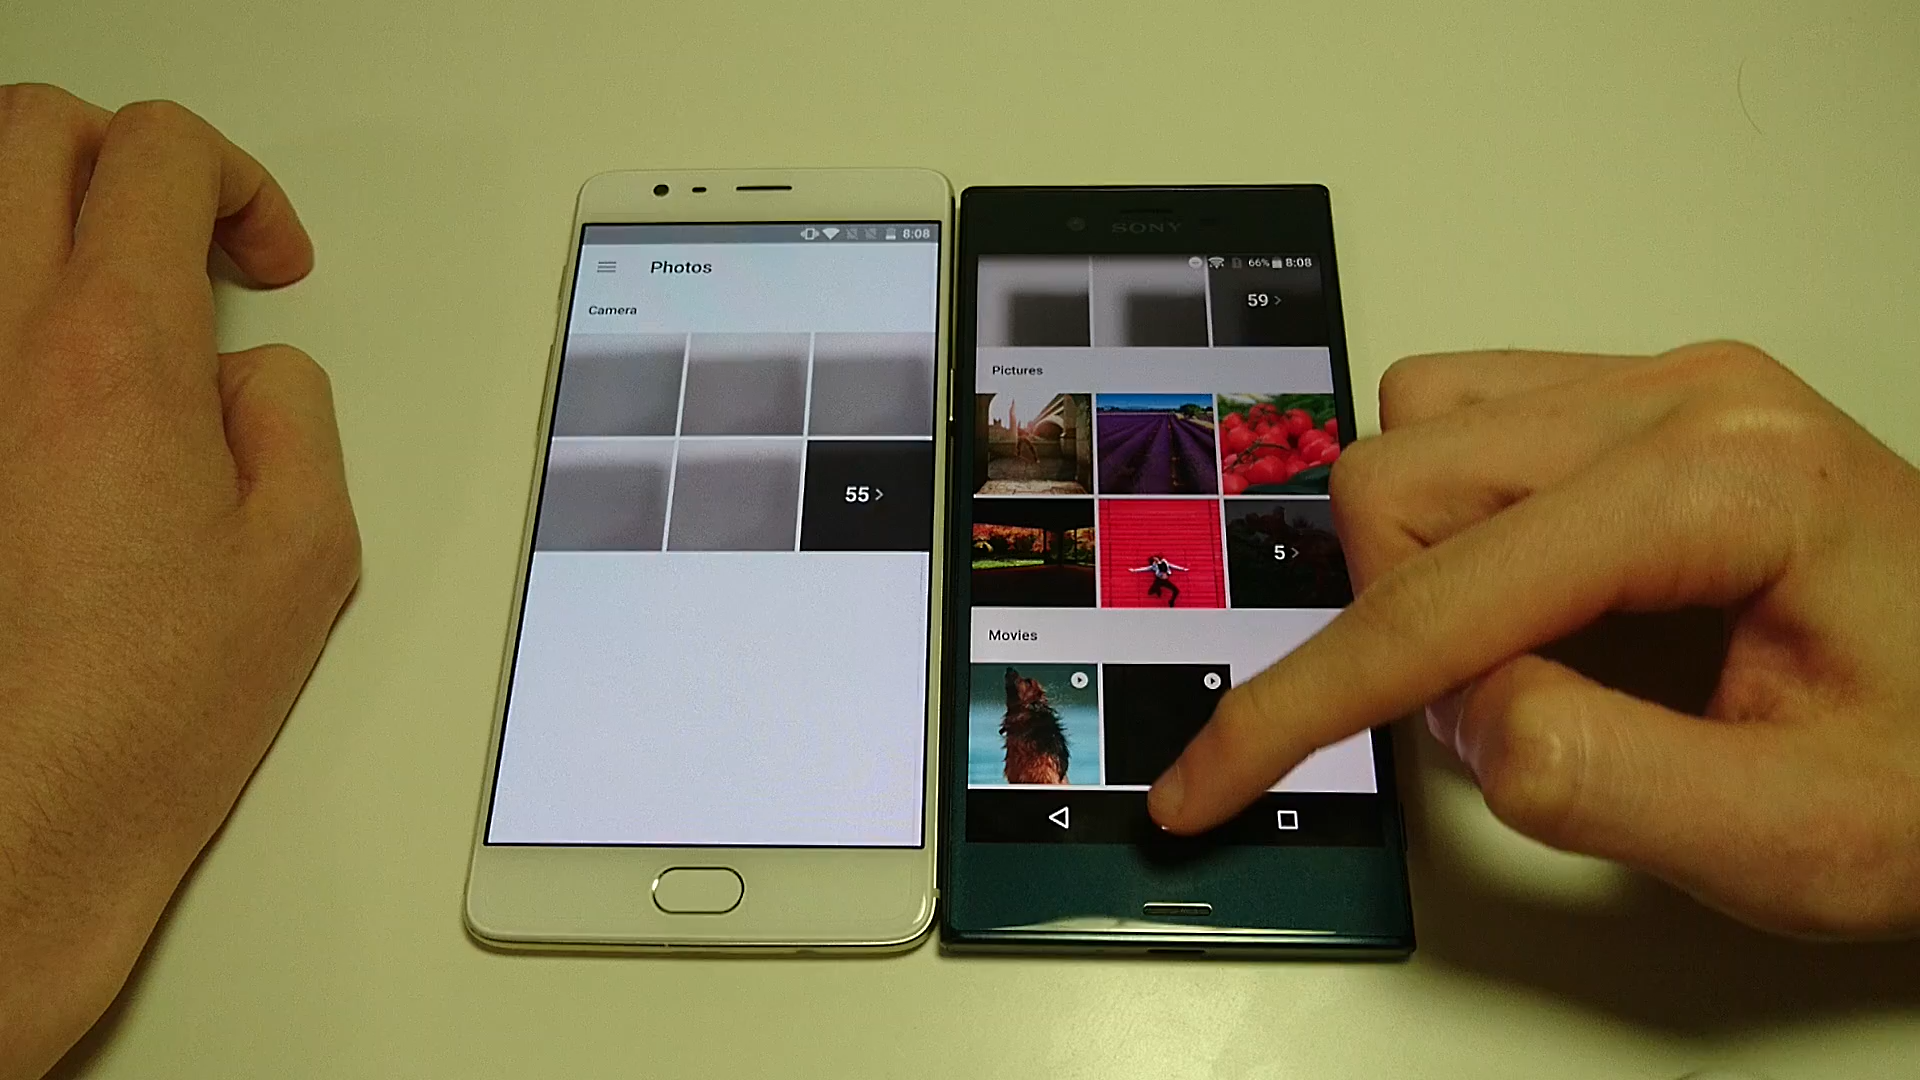 8:08
Photos
Camera
55 >
SONY
66% 8:08
59 >
Pictures
5 >
Movies